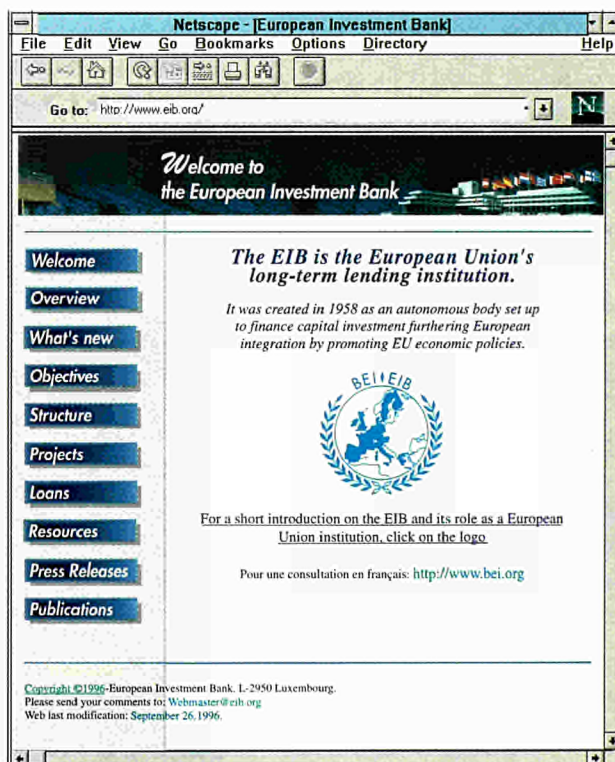 Netscape - [European Investment Bank]
File Edit View Go Bookmarks Options Directory Help
Go to: http://www.eib.org/
N
Welcome to
the European Investment Bank
Welcome
Overview
What's new
Objectives
Structure
Projects
Loans
Resources
Press Releases
Publications
The EIB is the European Union's
long-term lending institution.
It was created in 1958 as an autonomous body set up
to finance capital investment furthering European
integration by promoting EU economic policies.
BEI EIB
For a short introduction on the EIB and its role as a European
Union institution, click on the logo
Pour une consultation en français: http://www.bei.org
Copyright ©1996-European Investment Bank. L-2950 Luxembourg.
Please send your comments to: Webmaster@eib.org
Web last modification: September 26,1996.